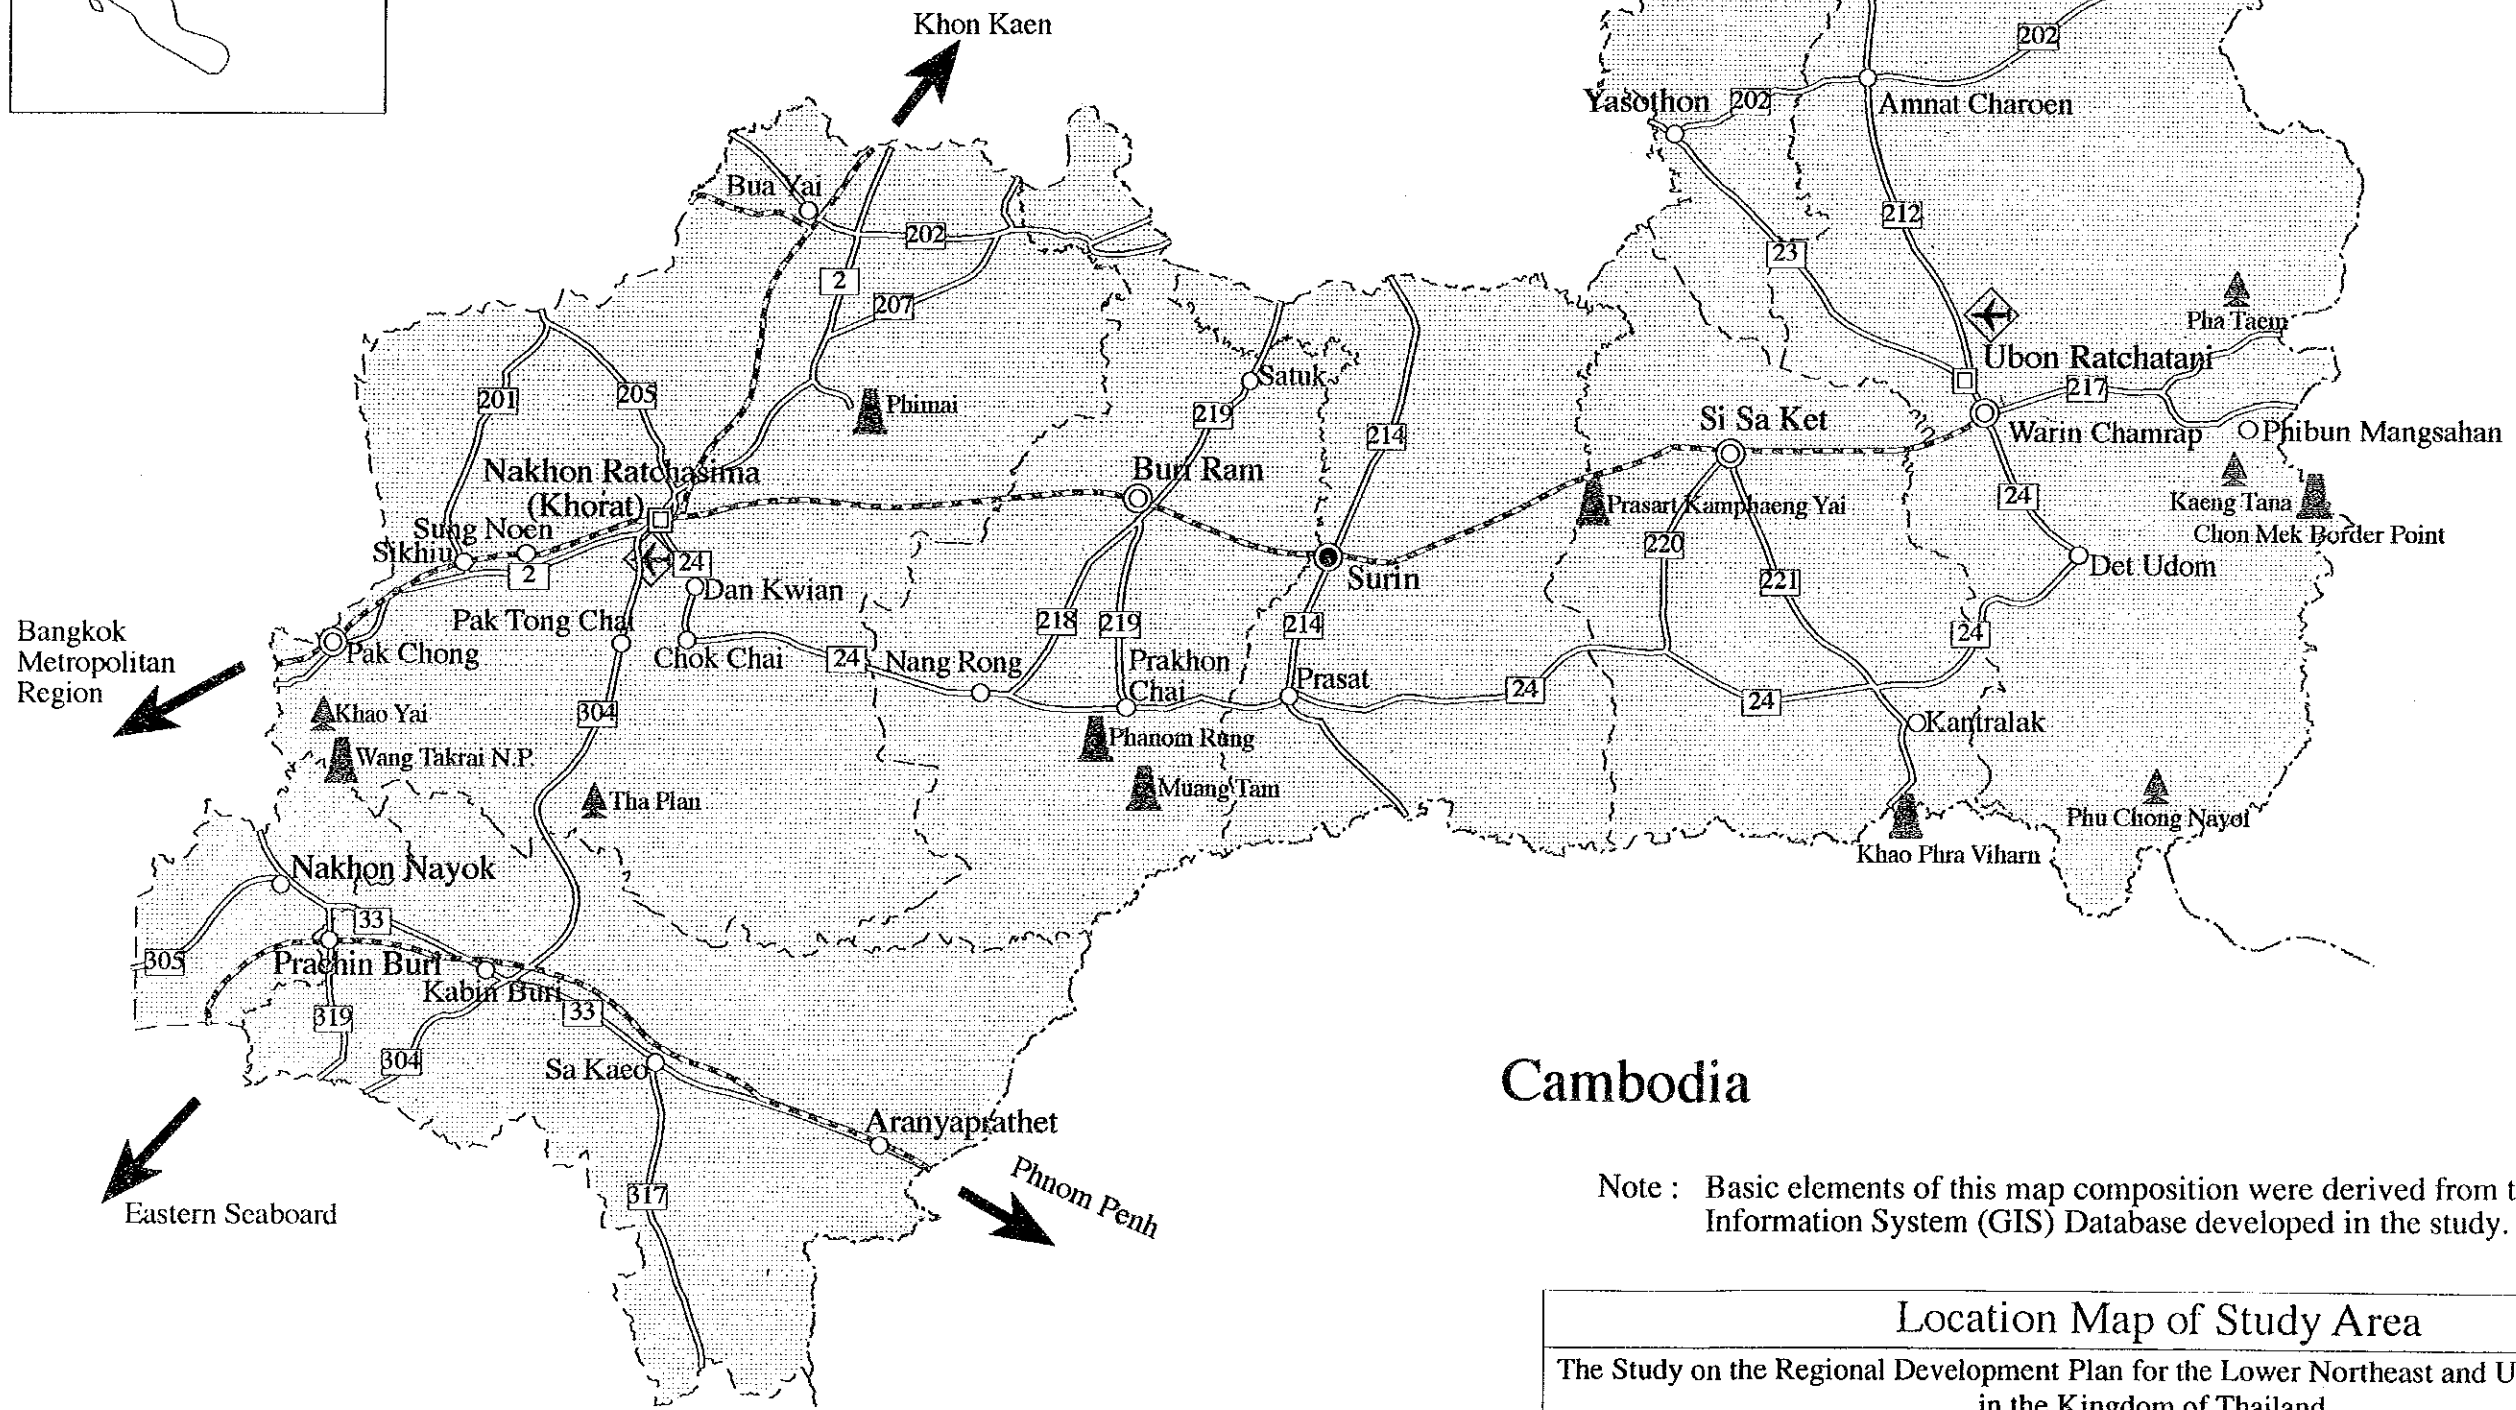 Khon Kaen
202
Yasothon
202
Amnat Charoen
Bua Yai
212
202
23
2
207
Pha Taem
Ubon Ratchatani
Satuk
201
205
217
Phimai
219
Si Sa Ket
214
Warin Chamrap
Phibun Mangsahan
Nakhon Ratchasima
(Khorat)
Buri Ram
24
Kaeng Tana
Prasart Kamphaeng Yai
Sung Noen
Sikhiu
Chon Mek Border Point
220
2
24
Det Udom
Surin
221
Dan Kwian
Pak Tong Chai
218
219
214
Bangkok
Metropolitan
Region
24
Pak Chong
Chok Chai
24
Nang Rong
Prakhon
Chai
Prasat
24
24
304
Khao Yai
Kantralak
Phanom Rung
Wang Takrai N.P.
Muang Tam
Tha Plan
Phu Chong Nayoi
Khao Phra Viharn
Nakhon Nayok
33
305
Prachin Buri
Kabin Buri
33
319
304
Sa Kaeo
Cambodia
Aranyaprathet
Phnom Penh
317
Eastern Seaboard
Note : Basic elements of this map composition were derived from t
Information System (GIS) Database developed in the study.
Location Map of Study Area
The Study on the Regional Development Plan for the Lower Northeast and U
in the Kingdom of Thailand